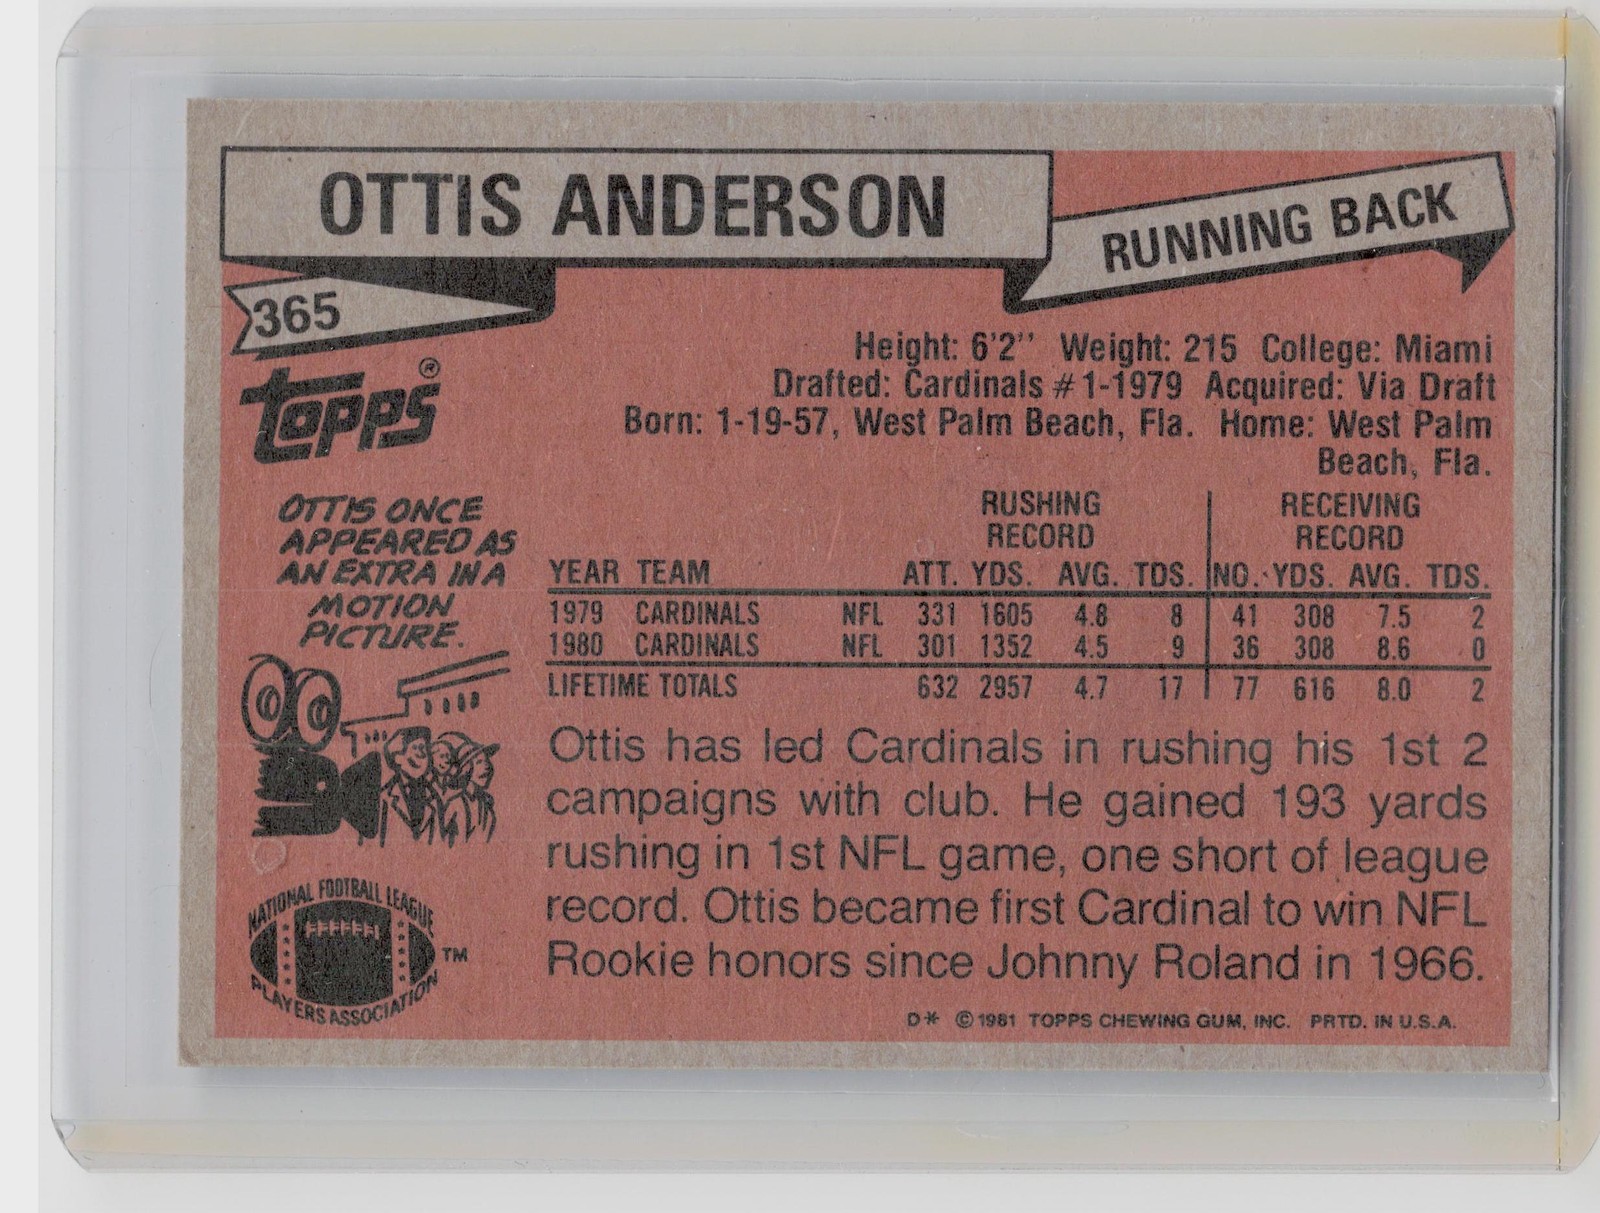 OTTIS ANDERSON
RUNNING BACK
365
topps®
Height: 6'2'' Weight: 215 College: Miami
Drafted: Cardinals #1-1979 Acquired: Via Draft
Born: 1-19-57, West Palm Beach, Fla. Home: West Palm
Beach, Fla.
OTTIS ONCE
APPEARED AS
AN EXTRA IN A
MOTION
PICTURE.
RUSHING RECEIVING
RECORD RECORD
YEAR TEAM ATT. YDS. AVG. TDS. NO. YDS. AVG. TDS.
1979 CARDINALS NFL 331 1605 4.8 8 41 308 7.5 2
1980 CARDINALS NFL 301 1352 4.5 9 36 308 8.6 0
LIFETIME TOTALS 632 2957 4.7 17 77 616 8.0 2
Ottis has led Cardinals in rushing his 1st 2
campaigns with club. He gained 193 yards
rushing in 1st NFL game, one short of league
record. Ottis became first Cardinal to win NFL
Rookie honors since Johnny Roland in 1966.
NATIONAL FOOTBALL LEAGUE
PLAYERS ASSOCIATION
TM
D* ©1981 TOPPS CHEWING GUM, INC. PRTD. IN U.S.A.